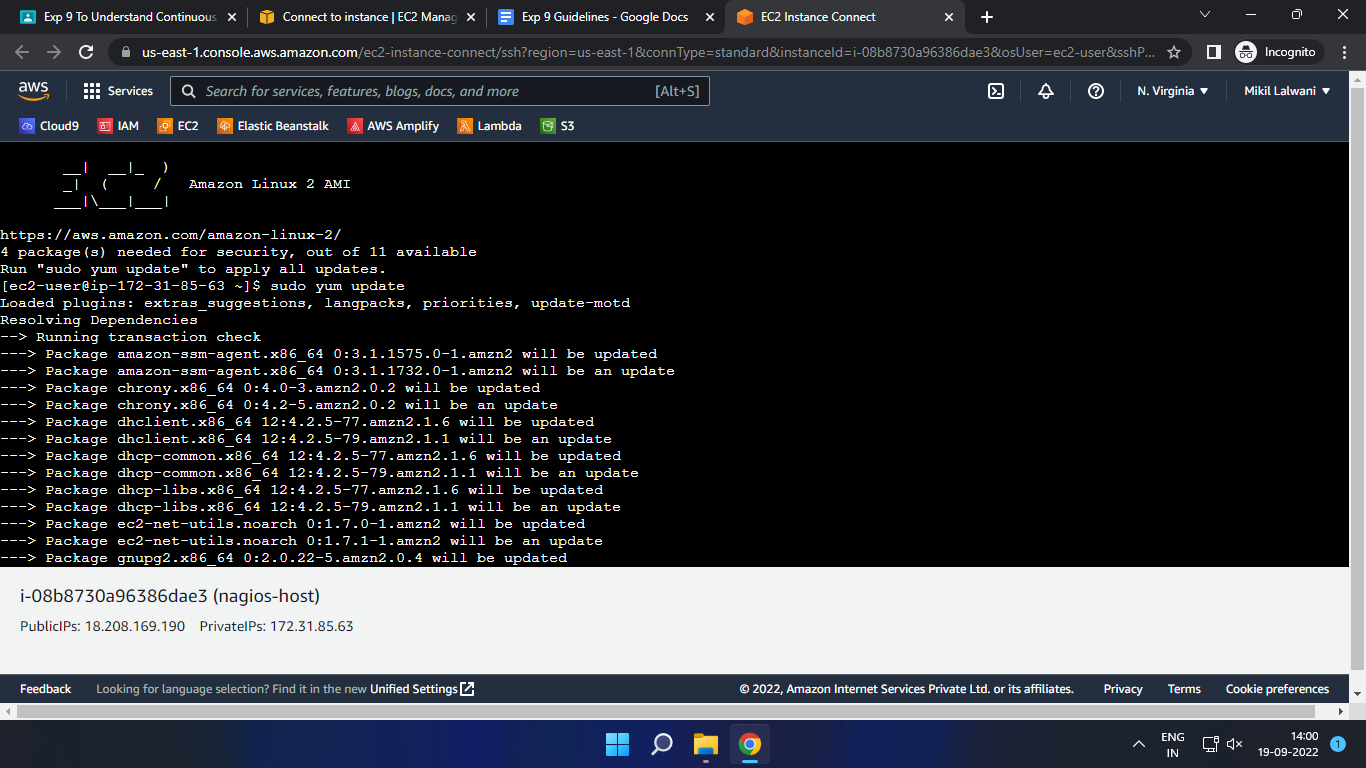 Exp 9 To Understand Continuous
Connect to instance | EC2 Manag
Exp 9 Guidelines - Google Docs
EC2 Instance Connect
us-east-1.console.aws.amazon.com/ec2-instance-connect/ssh?region=us-east-1&connType=standard&instanceId=i-08b8730a96386dae3&osUser=ec2-user&sshP...
Incognito
aws
Services
Search for services, features, blogs, docs, and more
[Alt+S]
N. Virginia
Mikil Lalwani
Cloud9
IAM
EC2
Elastic Beanstalk
AWS Amplify
Lambda
S3
       __|  __|_  )
       _|  (     /   Amazon Linux 2 AMI
      ___|\___|___|
https://aws.amazon.com/amazon-linux-2/
4 package(s) needed for security, out of 11 available
Run "sudo yum update" to apply all updates.
[ec2-user@ip-172-31-85-63 ~]$ sudo yum update
Loaded plugins: extras_suggestions, langpacks, priorities, update-motd
Resolving Dependencies
--> Running transaction check
---> Package amazon-ssm-agent.x86_64 0:3.1.1575.0-1.amzn2 will be updated
---> Package amazon-ssm-agent.x86_64 0:3.1.1732.0-1.amzn2 will be an update
---> Package chrony.x86_64 0:4.0-3.amzn2.0.2 will be updated
---> Package chrony.x86_64 0:4.2-5.amzn2.0.2 will be an update
---> Package dhclient.x86_64 12:4.2.5-77.amzn2.1.6 will be updated
---> Package dhclient.x86_64 12:4.2.5-79.amzn2.1.1 will be an update
---> Package dhcp-common.x86_64 12:4.2.5-77.amzn2.1.6 will be updated
---> Package dhcp-common.x86_64 12:4.2.5-79.amzn2.1.1 will be an update
---> Package dhcp-libs.x86_64 12:4.2.5-77.amzn2.1.6 will be updated
---> Package dhcp-libs.x86_64 12:4.2.5-79.amzn2.1.1 will be an update
---> Package ec2-net-utils.noarch 0:1.7.0-1.amzn2 will be updated
---> Package ec2-net-utils.noarch 0:1.7.1-1.amzn2 will be an update
---> Package gnupg2.x86_64 0:2.0.22-5.amzn2.0.4 will be updated
i-08b8730a96386dae3 (nagios-host)
PublicIPs: 18.208.169.190 PrivateIPs: 172.31.85.63
Feedback
Looking for language selection? Find it in the new Unified Settings
© 2022, Amazon Internet Services Private Ltd. or its affiliates.
Privacy
Terms
Cookie preferences
ENG
IN
14:00
19-09-2022
1